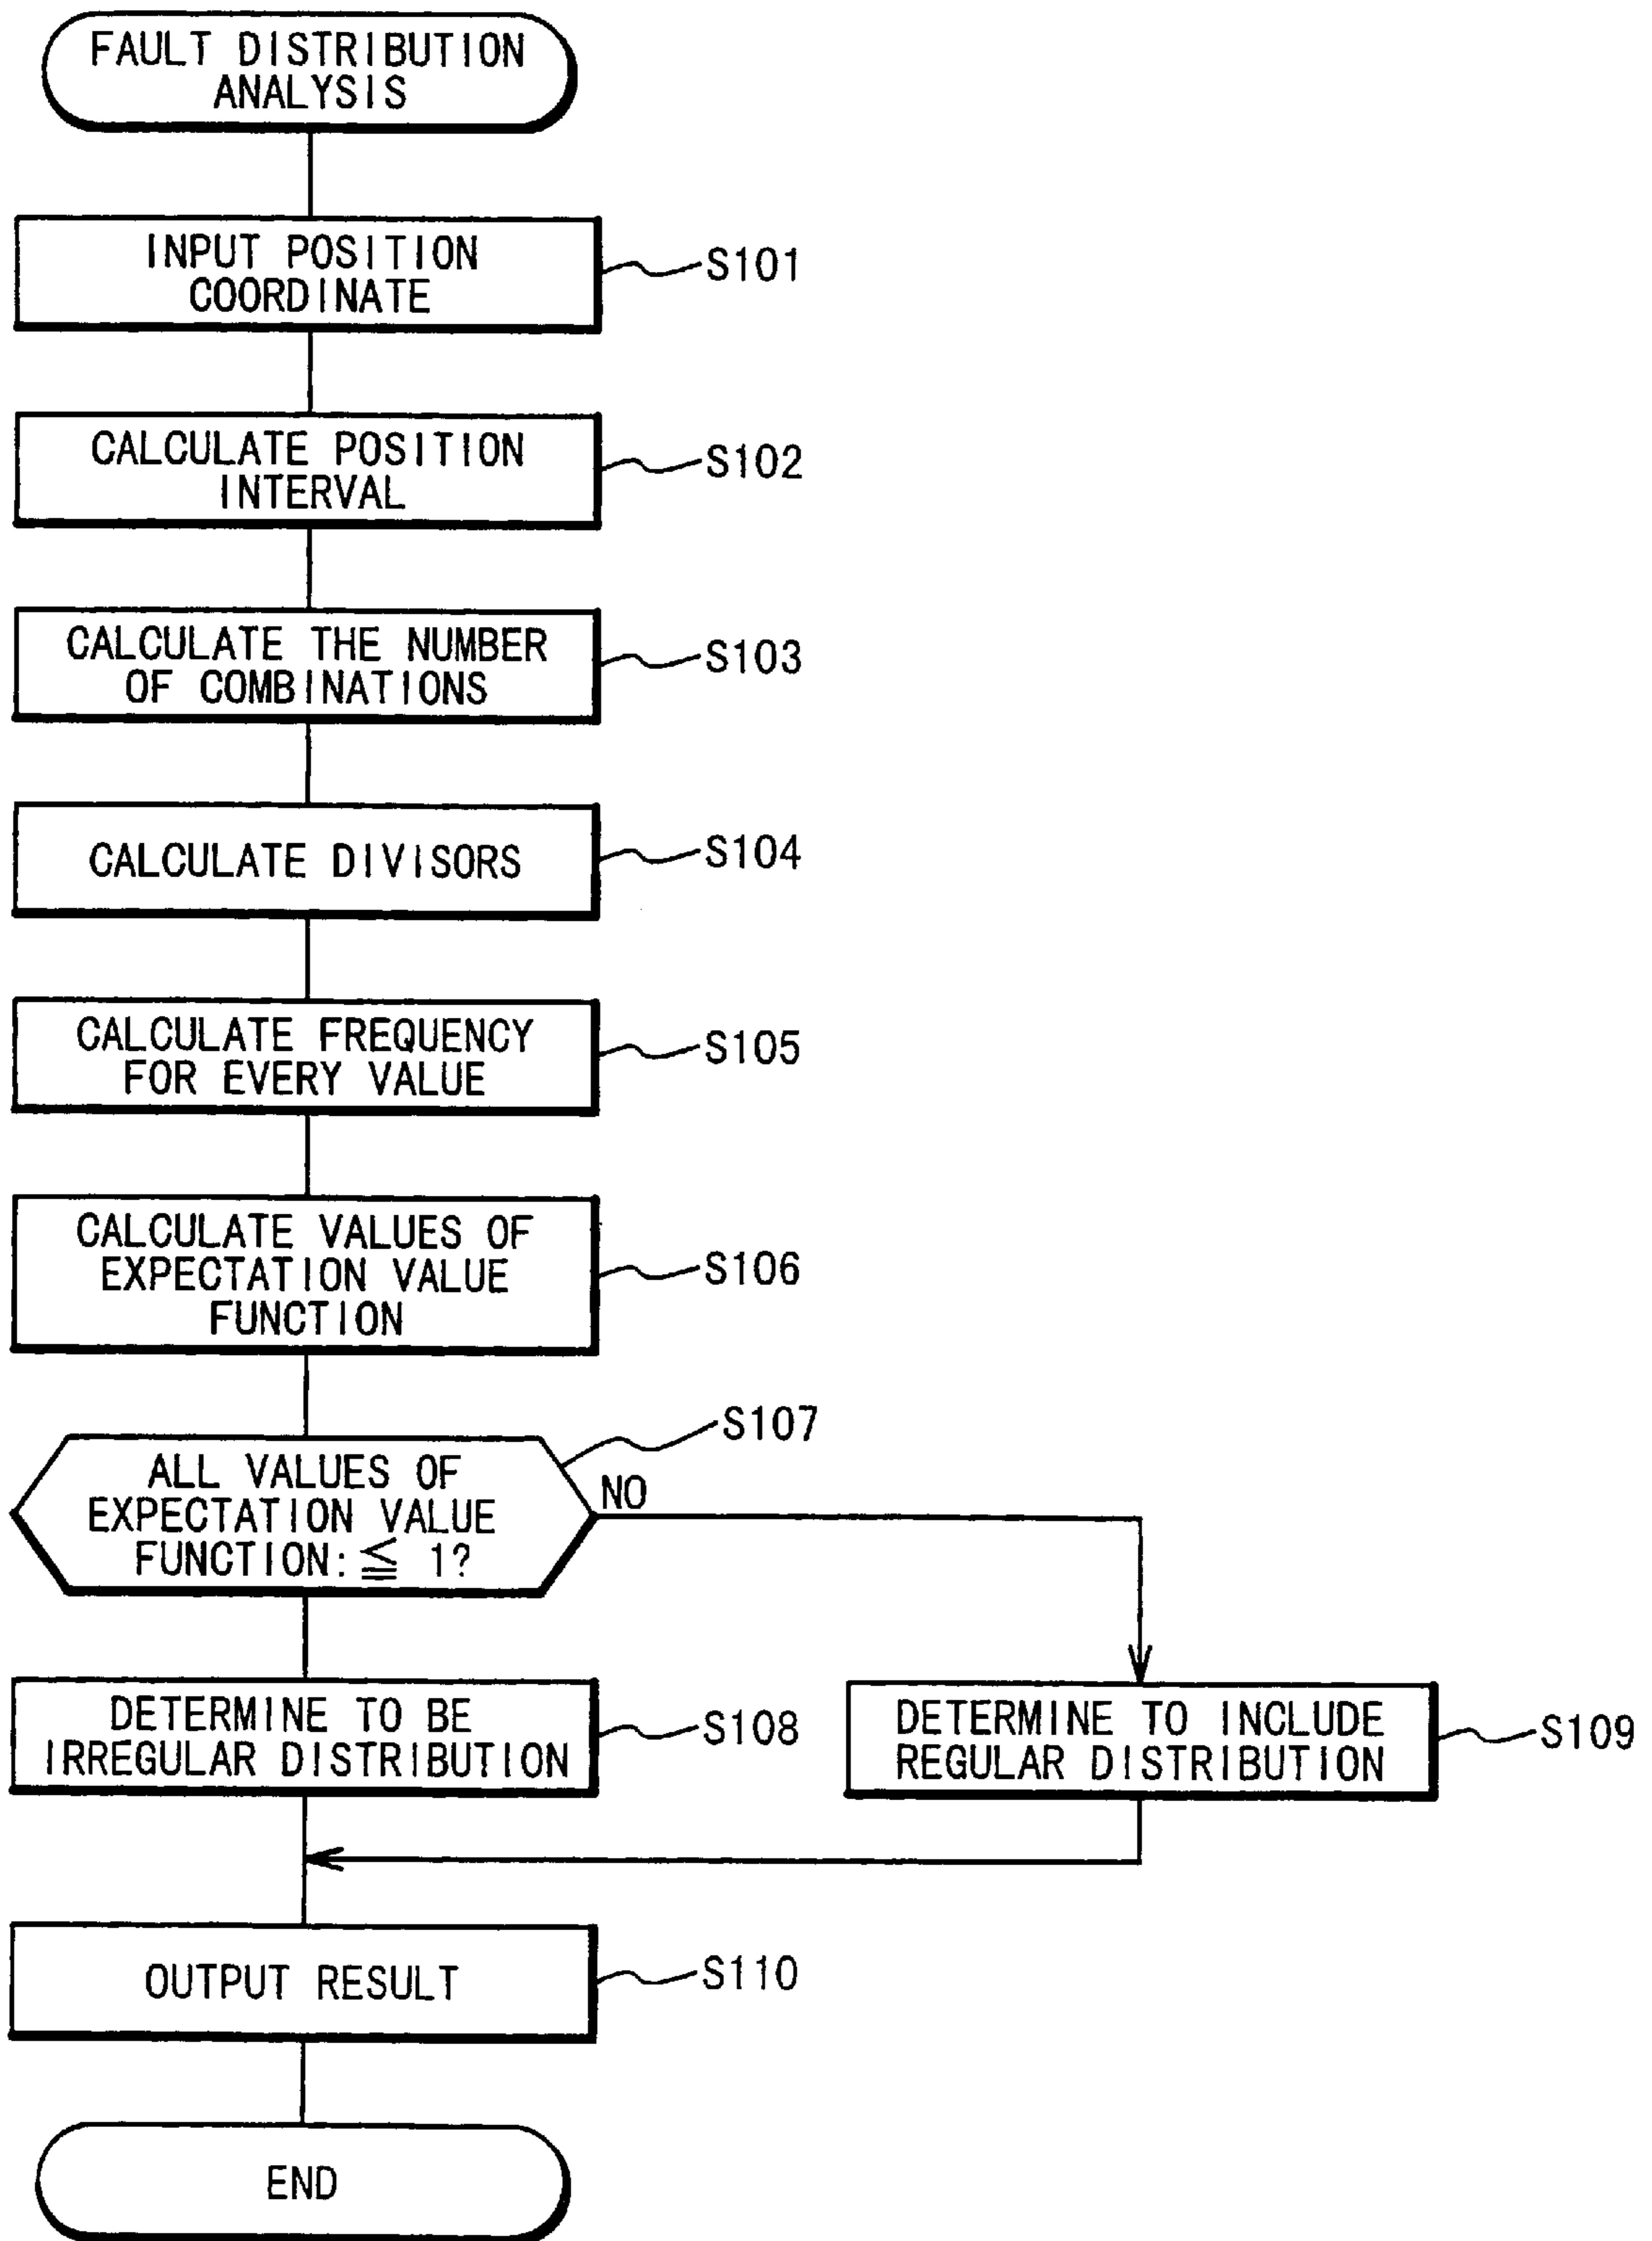 FAULT DISTRIBUTION
ANALYSIS
INPUT POSITION
COORDINATE
S101
CALCULATE POSITION
INTERVAL
S102
CALCULATE THE NUMBER
OF COMBINATIONS
S103
CALCULATE DIVISORS
S104
CALCULATE FREQUENCY
FOR EVERY VALUE
S105
CALCULATE VALUES OF
EXPECTATION VALUE
FUNCTION
S106
S107
ALL VALUES OF
EXPECTATION VALUE
FUNCTION: ≦ 1?
NO
DETERMINE TO BE
IRREGULAR DISTRIBUTION
S108
DETERMINE TO INCLUDE
REGULAR DISTRIBUTION
S109
OUTPUT RESULT
S110
END